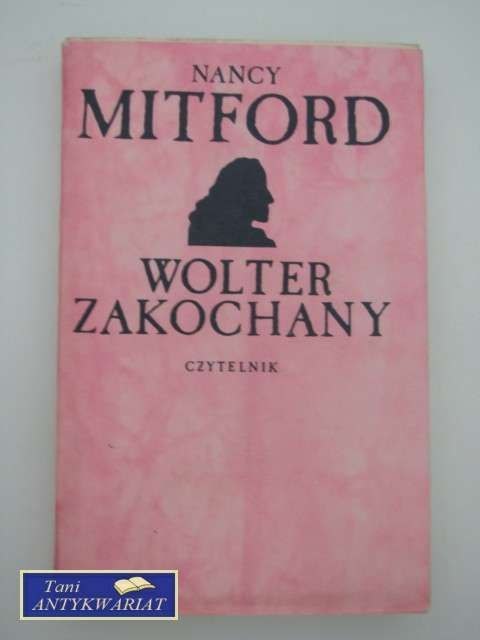 NANCY
MITFORD
WOLTER
ZAKOCHANY
CZYTELNIK
Tani
ANTYKWARIAT